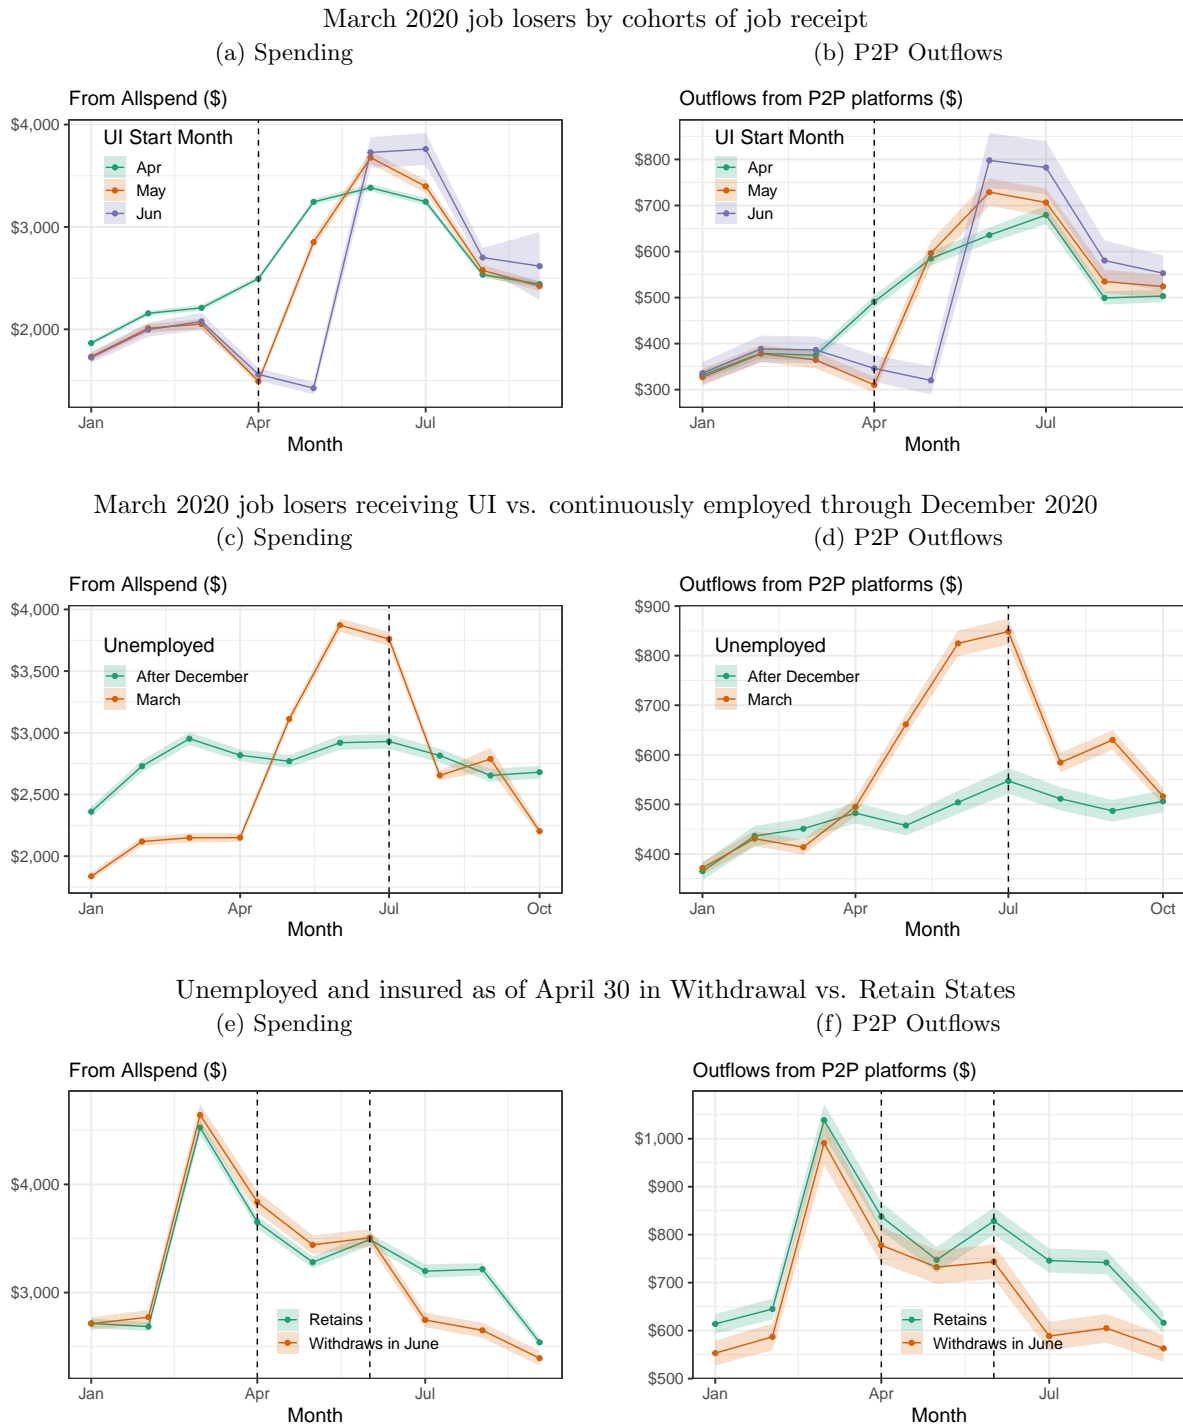 March 2020 job losers by cohorts of job receipt
(a) Spending
(b) P2P Outflows
From Allspend ($)
$4,000
$3,000
$2,000
UI Start Month
Apr
May
Jun
Jan
Apr
Jul
Month
Outflows from P2P platforms ($)
$800
$700
$600
$500
$400
$300
UI Start Month
Apr
May
Jun
Jan
Apr
Jul
Month
March 2020 job losers receiving UI vs. continuously employed through December 2020
(c) Spending
(d) P2P Outflows
From Allspend ($)
$4,000
$3,500
$3,000
$2,500
$2,000
Unemployed
After December
March
Jan
Apr
Jul
Oct
Month
Outflows from P2P platforms ($)
$900
$800
$700
$600
$500
$400
Unemployed
After December
March
Jan
Apr
Jul
Oct
Month
Unemployed and insured as of April 30 in Withdrawal vs. Retain States
(e) Spending
(f) P2P Outflows
From Allspend ($)
$4,000
$3,000
Retains
Withdraws in June
Jan
Apr
Jul
Month
Outflows from P2P platforms ($)
$1,000
$900
$800
$700
$600
$500
Retains
Withdraws in June
Jan
Apr
Jul
Month